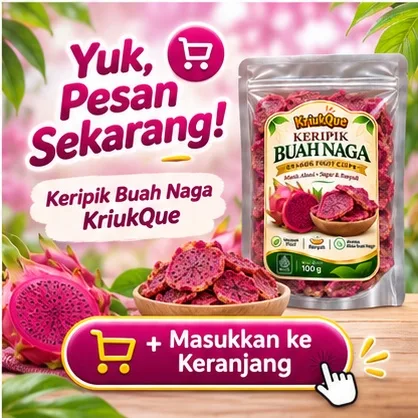 Yuk,
Pesan
Sekarang!
Keripik Buah Naga
KriukQue
KriukQue
KERIPIK
BUAH NAGA
DRAGON FRUIT CHIPS
100 g
+ Masukkan ke
Keranjang